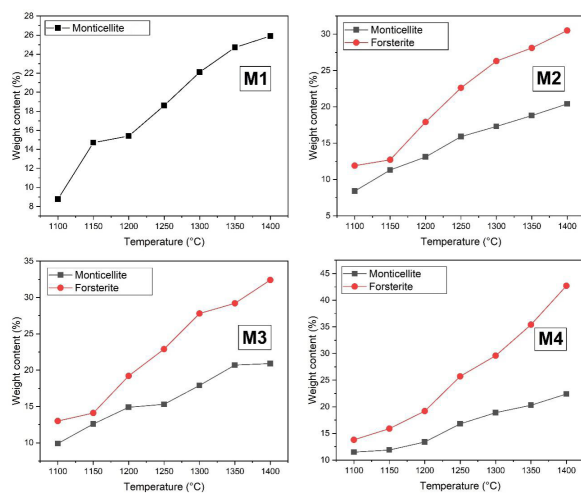 Monticellite
M1
Weight content (%)
28
26
24
22
20
18
16
14
12
10
8
1100 1150 1200 1250 1300 1350 1400
Temperature (°C)
Monticellite
Forsterite
M2
Weight content (%)
30
25
20
15
10
5
1100 1150 1200 1250 1300 1350 1400
Temperature (°C)
Monticellite
Forsterite
M3
Weight content (%)
35
30
25
20
15
10
1100 1150 1200 1250 1300 1350 1400
Temperature (°C)
Monticellite
Forsterite
M4
Weight content (%)
45
40
35
30
25
20
15
10
1100 1150 1200 1250 1300 1350 1400
Temperature (°C)